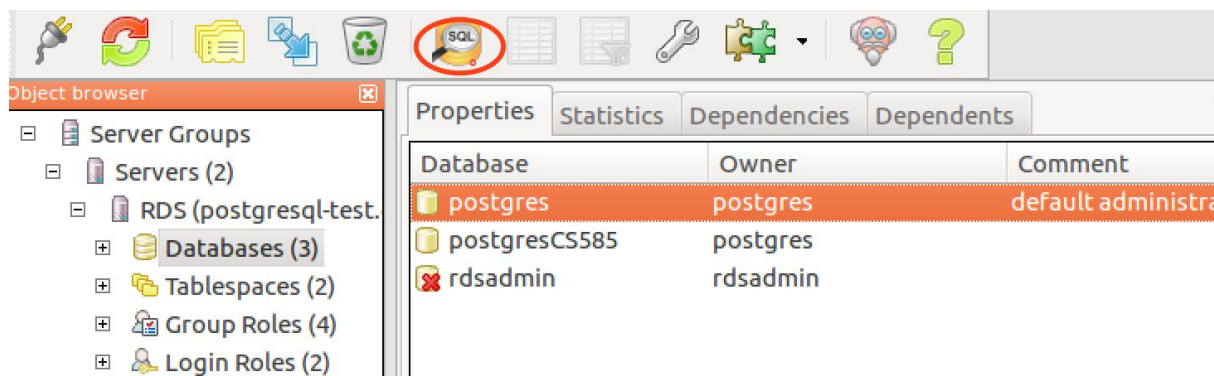 SQL
Object browser
Server Groups
Servers (2)
RDS (postgresql-test.
Databases (3)
Tablespaces (2)
Group Roles (4)
Login Roles (2)
Properties Statistics Dependencies Dependents
Database Owner Comment
postgres postgres default administra
postgresCS585 postgres
rdsadmin rdsadmin